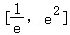 [1/e, e²]